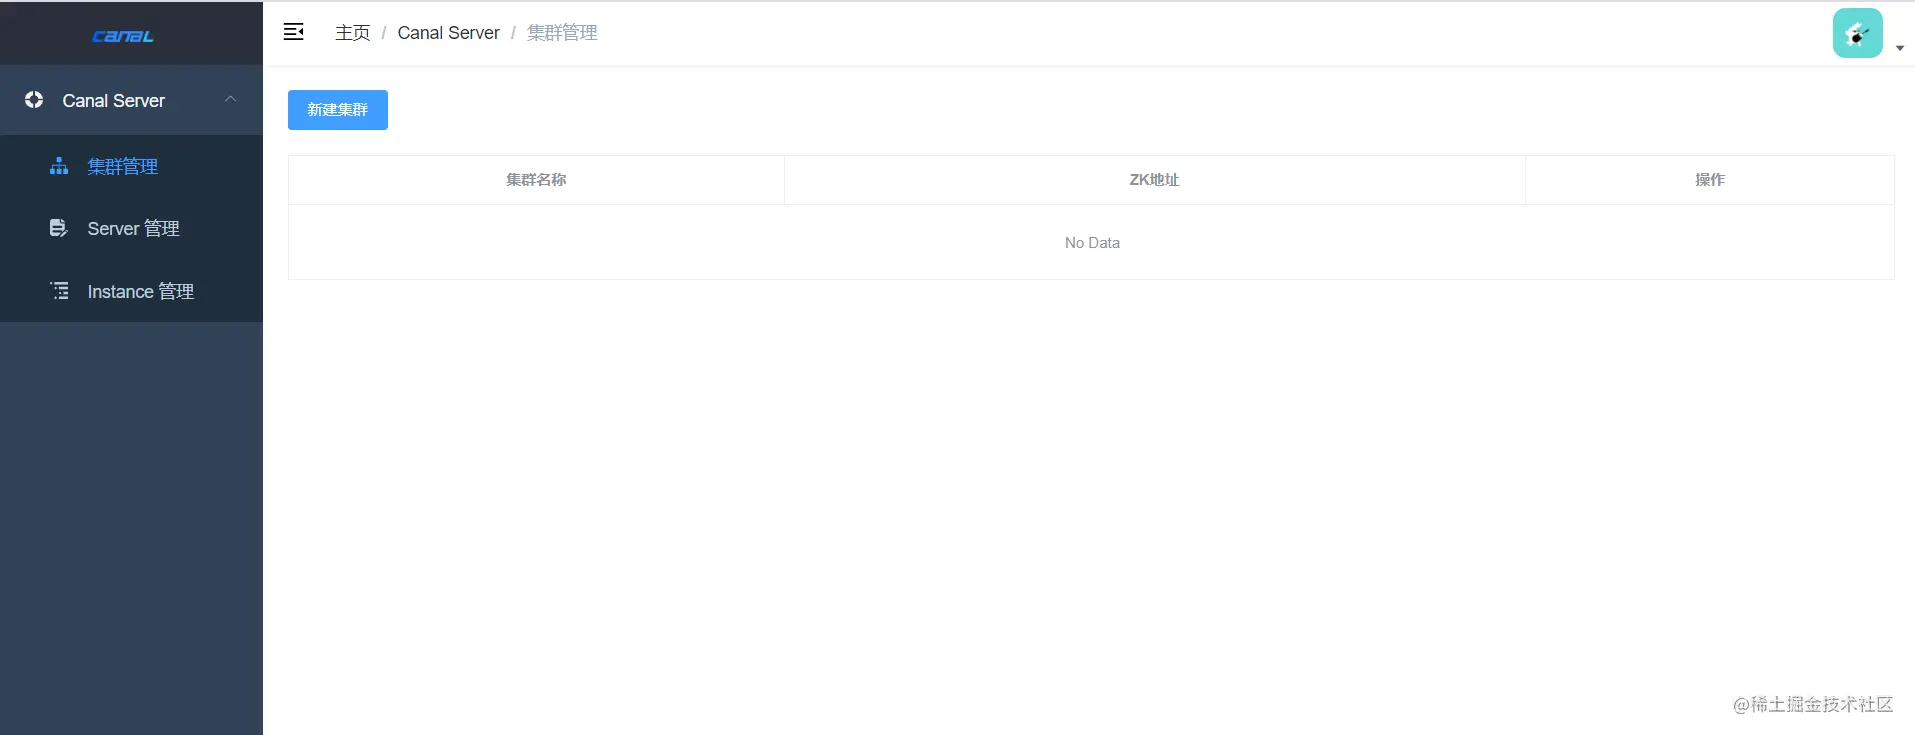 canal
主页 / Canal Server / 集群管理
Canal Server
集群管理
Server 管理
Instance 管理
新建集群
集群名称 ZK地址 操作
No Data
@稀土掘金技术社区